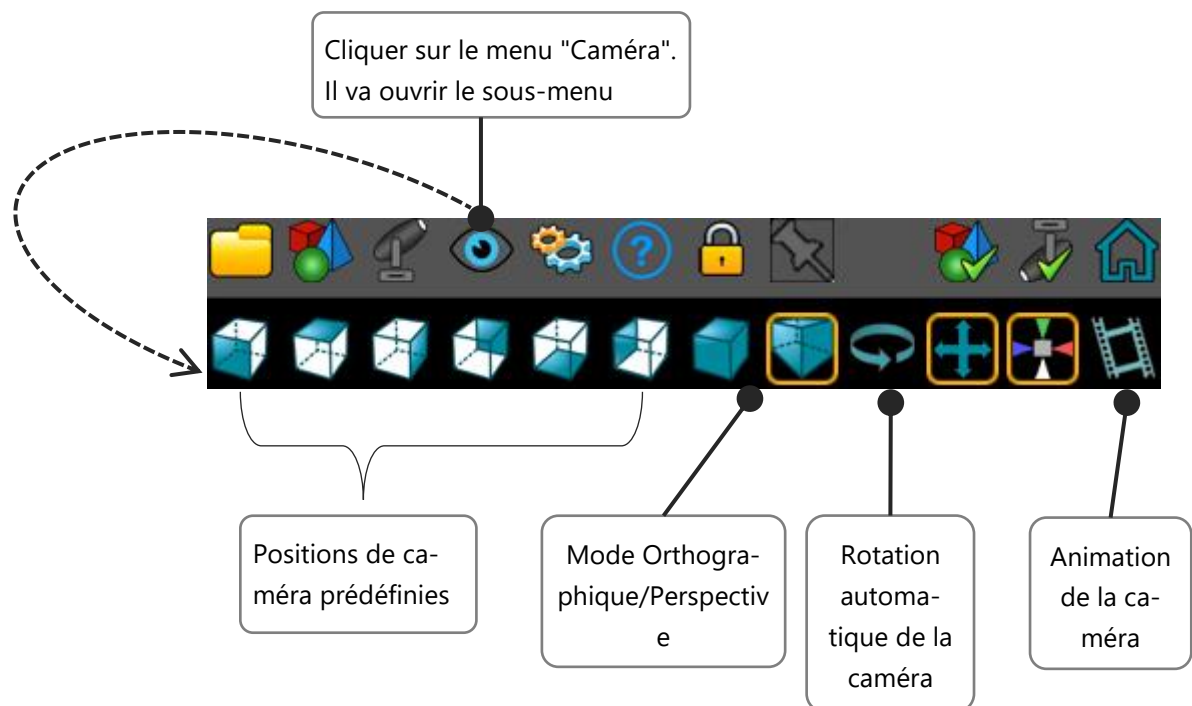 Cliquer sur le menu "Caméra".
Il va ouvrir le sous-menu
?
Positions de ca-
méra prédéfinies
Mode Orthogra-
phique/Perspectiv
e
Rotation
automa-
tique de la
caméra
Animation
de la ca-
méra